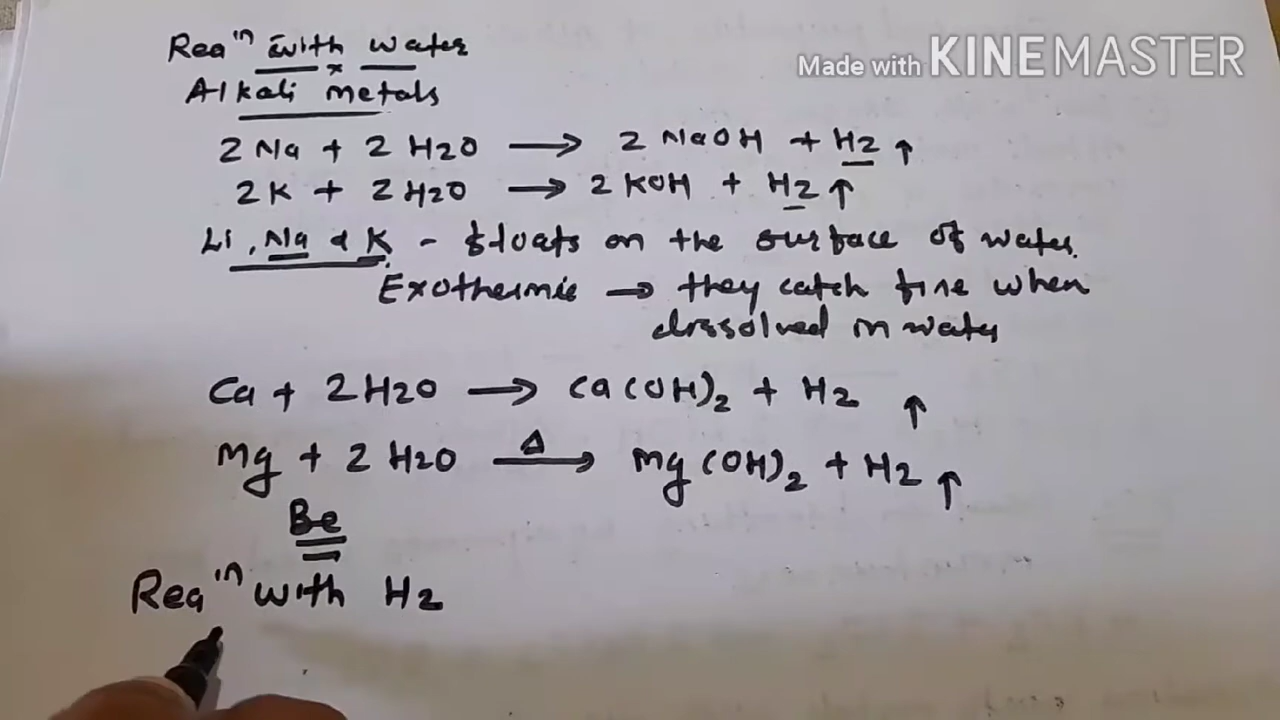 Reaⁿ with water
Made with KINEMASTER
Alkali metals
2 Na + 2 H2O → 2 NaOH + H2 ↑
2K + 2H2O → 2 KOH + H2 ↑
Li, Na & K - floats on the surface of water.
Exothermic → they catch fire when
dissolved in water
Ca + 2H2O → Ca(OH)₂ + H2 ↑
Mg + 2 H2O →Δ Mg(OH)₂ + H2 ↑
Be
Reaⁿ with H2